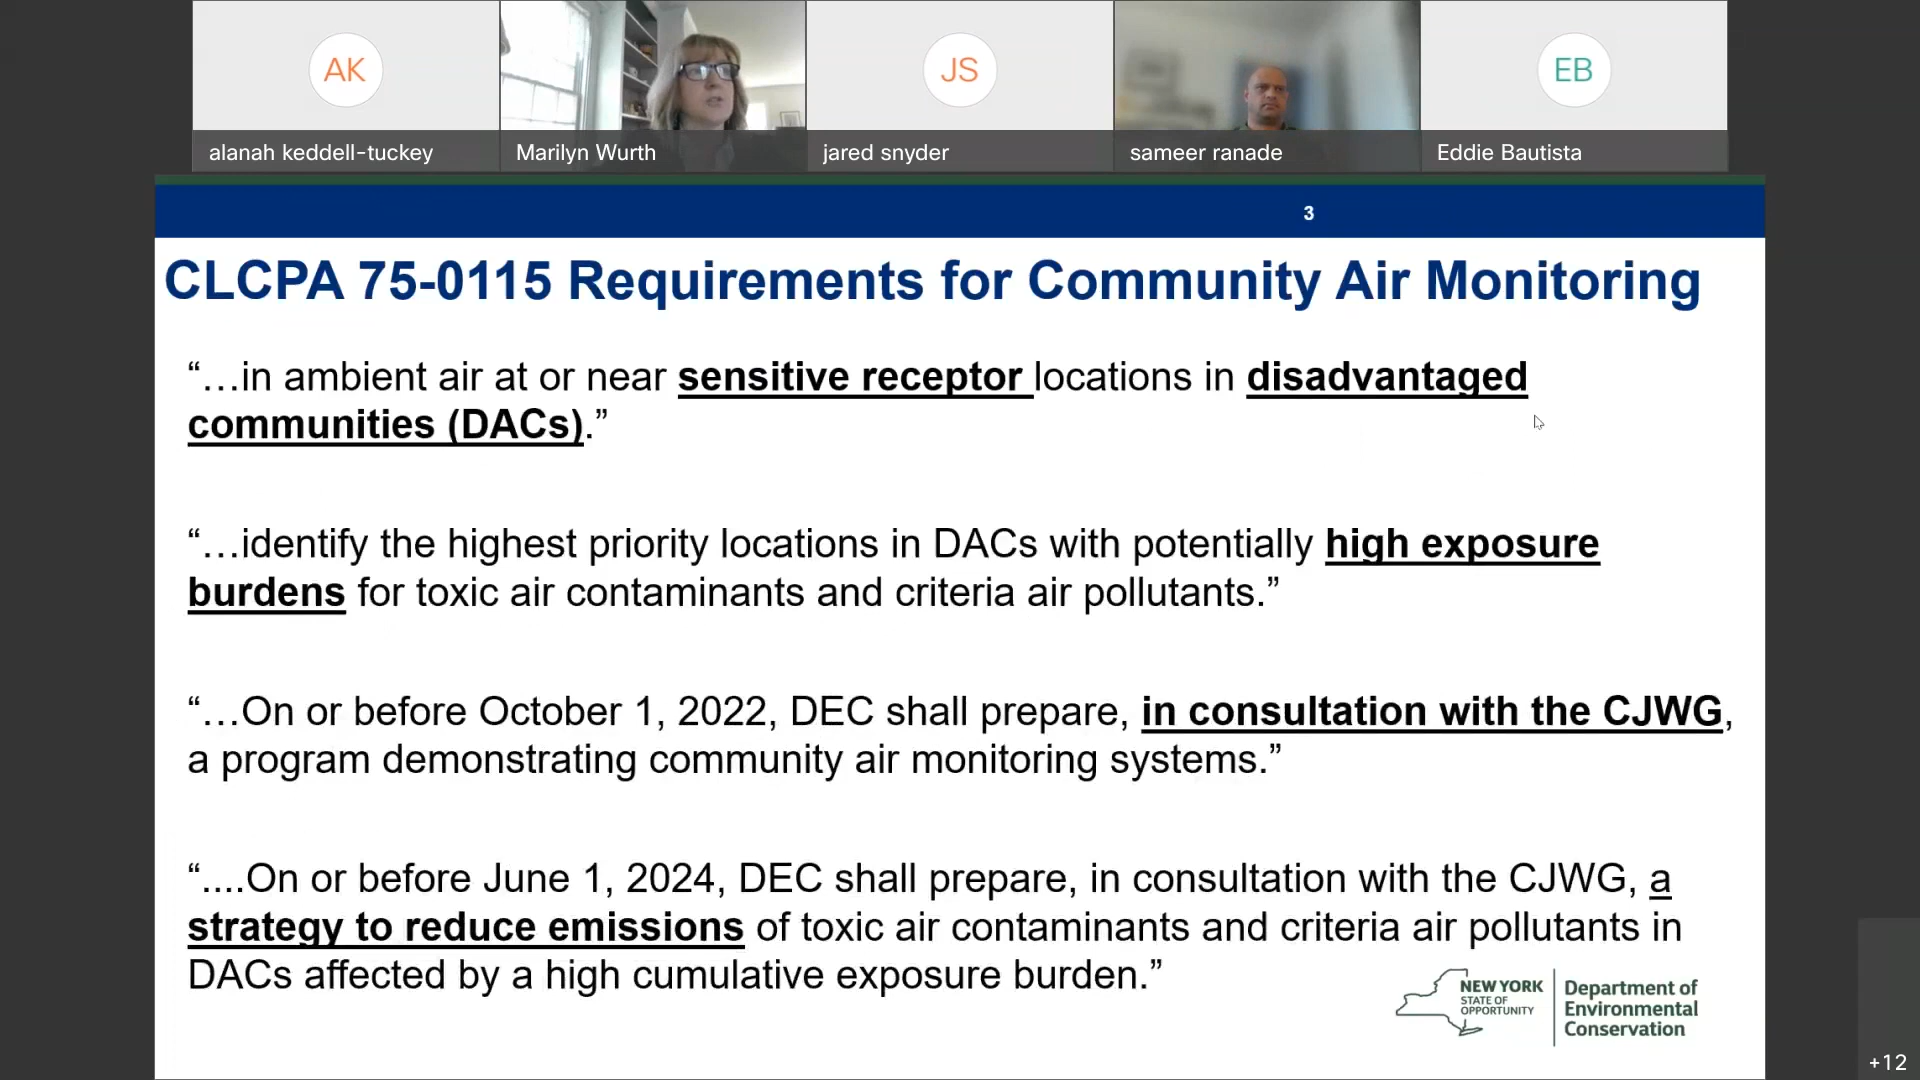 AK
JS
EB
alanah keddell-tuckey
Marilyn Wurth
jared snyder
sameer ranade
Eddie Bautista
3
CLCPA 75-0115 Requirements for Community Air Monitoring
“…in ambient air at or near sensitive receptor locations in disadvantaged
communities (DACs).”
“…identify the highest priority locations in DACs with potentially high exposure
burdens for toxic air contaminants and criteria air pollutants.”
“…On or before October 1, 2022, DEC shall prepare, in consultation with the CJWG,
a program demonstrating community air monitoring systems.”
“....On or before June 1, 2024, DEC shall prepare, in consultation with the CJWG, a
strategy to reduce emissions of toxic air contaminants and criteria air pollutants in
DACs affected by a high cumulative exposure burden.”
NEW YORK
STATE OF
OPPORTUNITY
Department of
Environmental
Conservation
+12